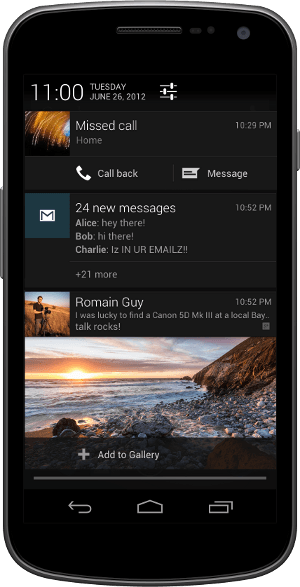 11:00
TUESDAY
JUNE 26, 2012
Missed call
10:29 PM
Home
Call back
Message
24 new messages
10:52 PM
Alice: hey there!
Bob: hi there!
Charlie: Iz IN UR EMAILZ!!
+21 more
Romain Guy
10:52 PM
I was lucky to find a Canon 5D Mk III at a local Bay..
talk rocks!
Add to Gallery